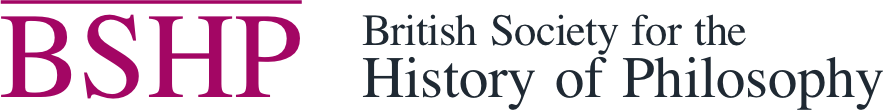 BSHP
British Society for the
History of Philosophy